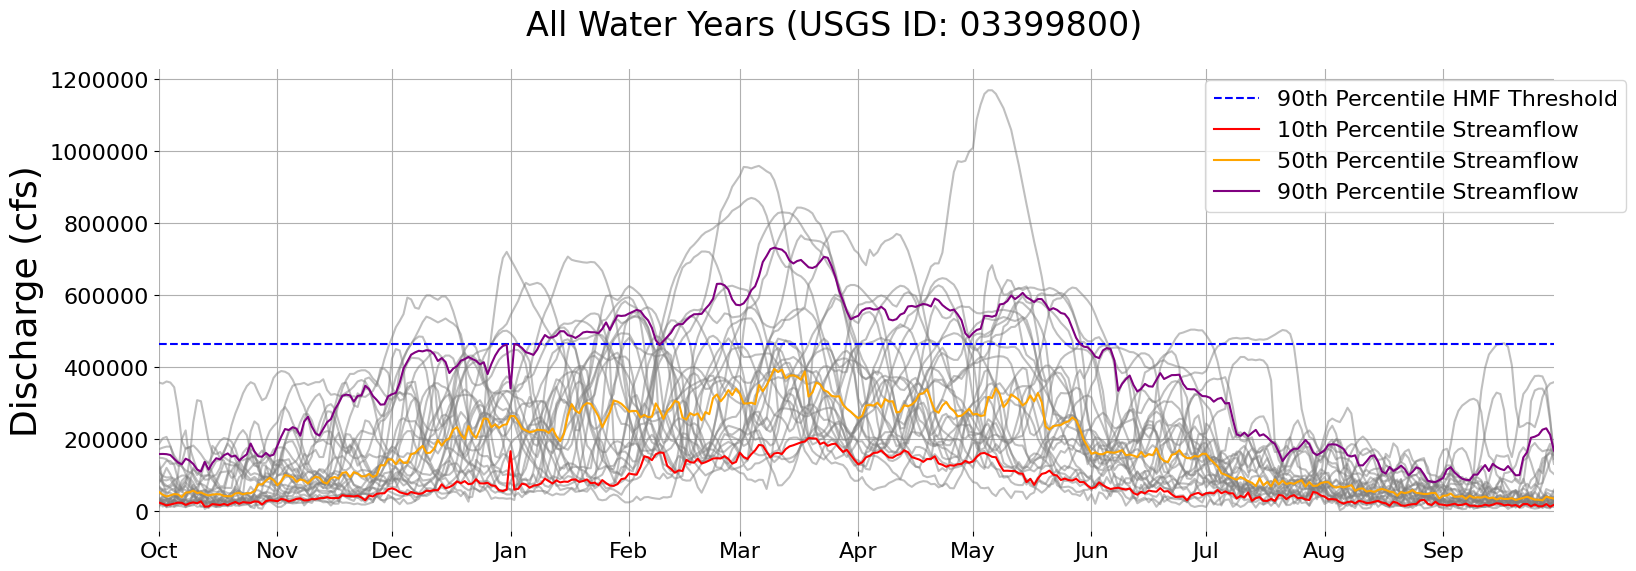 All Water Years (USGS ID: 03399800)
Discharge (cfs)
1200000
1000000
800000
600000
400000
200000
0
90th Percentile HMF Threshold
10th Percentile Streamflow
50th Percentile Streamflow
90th Percentile Streamflow
Oct Nov Dec Jan Feb Mar Apr May Jun Jul Aug Sep